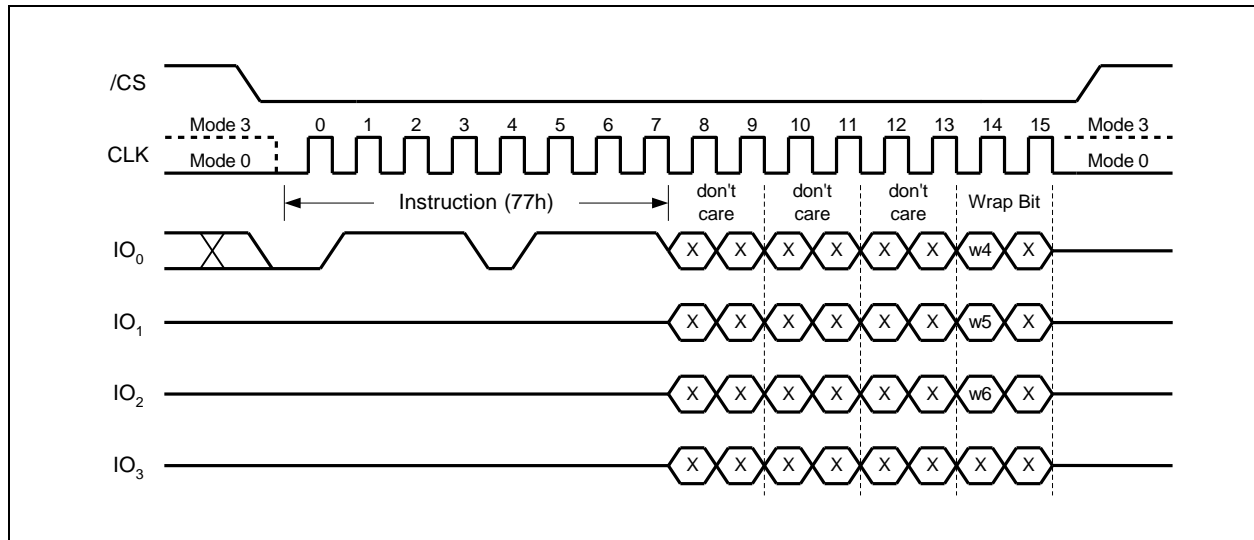 /CS
Mode 3 0 1 2 3 4 5 6 7 8 9 10 11 12 13 14 15 Mode 3
CLK Mode 0 Mode 0
Instruction (77h) don't care don't care don't care Wrap Bit
IO0 X X X X X X w4 X
IO1 X X X X X X w5 X
IO2 X X X X X X w6 X
IO3 X X X X X X X X